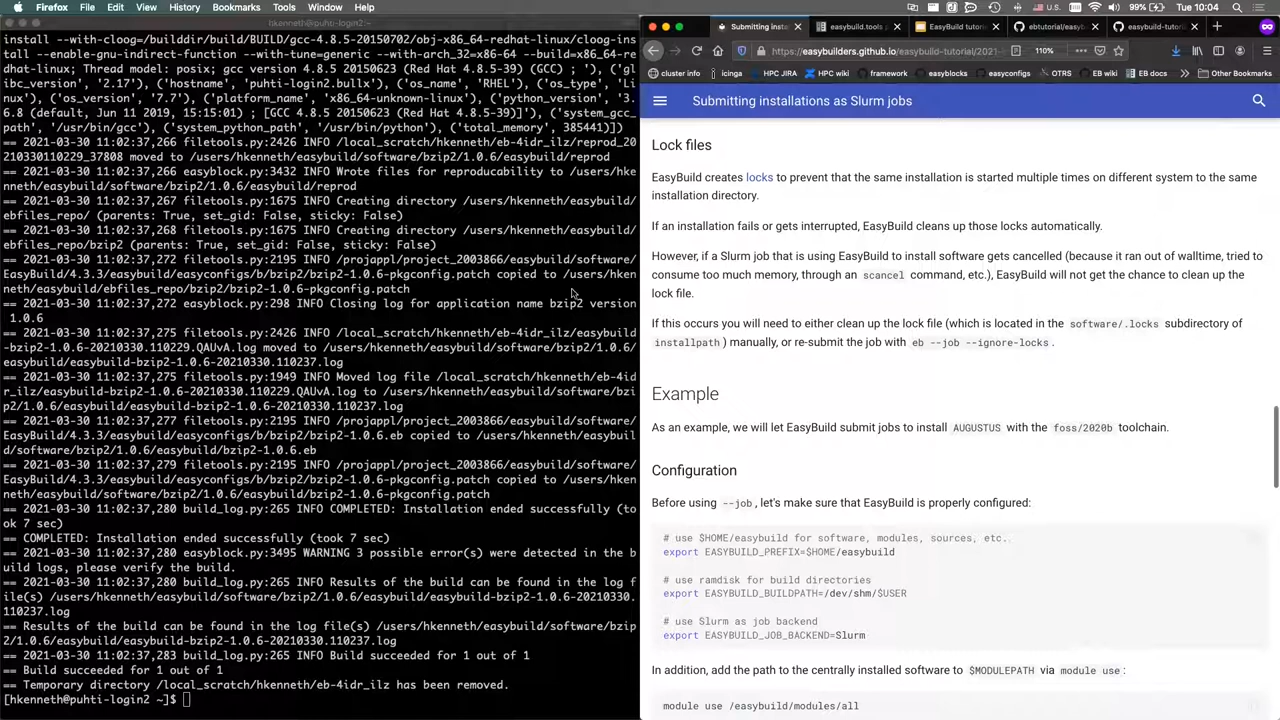 Firefox File Edit View History Bookmarks Tools Window Help
99% Tue 10:04
hkenneth@puhti-login2:~
install --with-cloog=/builddir/build/BUILD/gcc-4.8.5-20150702/obj-x86_64-redhat-linux/cloog-ins
tall --enable-gnu-indirect-function --with-tune=generic --with-arch_32=x86-64 --build=x86_64-re
dhat-linux; Thread model: posix; gcc version 4.8.5 20150623 (Red Hat 4.8.5-39) (GCC) ; '), ('gl
ibc_version', '2.17'), ('hostname', 'puhti-login2.bullx'), ('os_name', 'RHEL'), ('os_type', 'Li
nux'), ('os_version', '7.7'), ('platform_name', 'x86_64-unknown-linux'), ('python_version', '3.
6.8 (default, Jun 11 2019, 15:15:01) ; [GCC 4.8.5 20150623 (Red Hat 4.8.5-39)]'), ('system_gcc_
path', '/usr/bin/gcc'), ('system_python_path', '/usr/bin/python'), ('total_memory', 385441)])
== 2021-03-30 11:02:37,266 filetools.py:2426 INFO /local_scratch/hkenneth/eb-4idr_ilz/reprod_20
210330110229_37808 moved to /users/hkenneth/easybuild/software/bzip2/1.0.6/easybuild/reprod
== 2021-03-30 11:02:37,266 easyblock.py:3432 INFO Wrote files for reproducability to /users/hke
nneth/easybuild/software/bzip2/1.0.6/easybuild/reprod
== 2021-03-30 11:02:37,267 filetools.py:1675 INFO Creating directory /users/hkenneth/easybuild/
ebfiles_repo/ (parents: True, set_gid: False, sticky: False)
== 2021-03-30 11:02:37,268 filetools.py:1675 INFO Creating directory /users/hkenneth/easybuild/
ebfiles_repo/bzip2 (parents: True, set_gid: False, sticky: False)
== 2021-03-30 11:02:37,272 filetools.py:2195 INFO /projappl/project_2003866/easybuild/software/
EasyBuild/4.3.3/easybuild/easyconfigs/b/bzip2/bzip2-1.0.6-pkgconfig.patch copied to /users/hken
neth/easybuild/ebfiles_repo/bzip2/bzip2-1.0.6-pkgconfig.patch
== 2021-03-30 11:02:37,272 easyblock.py:298 INFO Closing log for application name bzip2 version
1.0.6
== 2021-03-30 11:02:37,275 filetools.py:2426 INFO /local_scratch/hkenneth/eb-4idr_ilz/easybuild
-bzip2-1.0.6-20210330.110229.QAUvA.log moved to /users/hkenneth/easybuild/software/bzip2/1.0.6/
easybuild/easybuild-bzip2-1.0.6-20210330.110237.log
== 2021-03-30 11:02:37,275 filetools.py:1949 INFO Moved log file /local_scratch/hkenneth/eb-4id
r_ilz/easybuild-bzip2-1.0.6-20210330.110229.QAUvA.log to /users/hkenneth/easybuild/software/bzi
p2/1.0.6/easybuild/easybuild-bzip2-1.0.6-20210330.110237.log
== 2021-03-30 11:02:37,277 filetools.py:2195 INFO /projappl/project_2003866/easybuild/software/
EasyBuild/4.3.3/easybuild/easyconfigs/b/bzip2/bzip2-1.0.6.eb copied to /users/hkenneth/easybuil
d/software/bzip2/1.0.6/easybuild/bzip2-1.0.6.eb
== 2021-03-30 11:02:37,279 filetools.py:2195 INFO /projappl/project_2003866/easybuild/software/
EasyBuild/4.3.3/easybuild/easyconfigs/b/bzip2/bzip2-1.0.6-pkgconfig.patch copied to /users/hken
neth/easybuild/software/bzip2/1.0.6/easybuild/bzip2-1.0.6-pkgconfig.patch
== 2021-03-30 11:02:37,280 build_log.py:265 INFO COMPLETED: Installation ended successfully (to
ok 7 sec)
== COMPLETED: Installation ended successfully (took 7 sec)
== 2021-03-30 11:02:37,280 easyblock.py:3495 WARNING 3 possible error(s) were detected in the b
uild logs, please verify the build.
== 2021-03-30 11:02:37,280 build_log.py:265 INFO Results of the build can be found in the log f
ile(s) /users/hkenneth/easybuild/software/bzip2/1.0.6/easybuild/easybuild-bzip2-1.0.6-20210330.
110237.log
== Results of the build can be found in the log file(s) /users/hkenneth/easybuild/software/bzip
2/1.0.6/easybuild/easybuild-bzip2-1.0.6-20210330.110237.log
== 2021-03-30 11:02:37,283 build_log.py:265 INFO Build succeeded for 1 out of 1
== Build succeeded for 1 out of 1
== Temporary directory /local_scratch/hkenneth/eb-4idr_ilz has been removed.
[hkenneth@puhti-login2 ~]$
Submitting insta easybuild.tools EasyBuild tutori ebtutorial/easyb easybuild-tutor
https://easybuilders.github.io/easybuild-tutorial/2021- 110%
cluster info icinga HPC JIRA HPC wiki framework easyblocks easyconfigs OTRS EB wiki EB docs Other Bookmarks
Submitting installations as Slurm jobs
Lock files
EasyBuild creates locks to prevent that the same installation is started multiple times on different system to the same
installation directory.
If an installation fails or gets interrupted, EasyBuild cleans up those locks automatically.
However, if a Slurm job that is using EasyBuild to install software gets cancelled (because it ran out of walltime, tried to
consume too much memory, through an scancel command, etc.), EasyBuild will not get the chance to clean up the
lock file.
If this occurs you will need to either clean up the lock file (which is located in the software/.locks subdirectory of
installpath ) manually, or re-submit the job with eb --job --ignore-locks .
Example
As an example, we will let EasyBuild submit jobs to install AUGUSTUS with the foss/2020b toolchain.
Configuration
Before using --job , let's make sure that EasyBuild is properly configured:
# use $HOME/easybuild for software, modules, sources, etc..
export EASYBUILD_PREFIX=$HOME/easybuild
# use ramdisk for build directories
export EASYBUILD_BUILDPATH=/dev/shm/$USER
# use Slurm as job backend
export EASYBUILD_JOB_BACKEND=Slurm
In addition, add the path to the centrally installed software to $MODULEPATH via module use :
module use /easybuild/modules/all